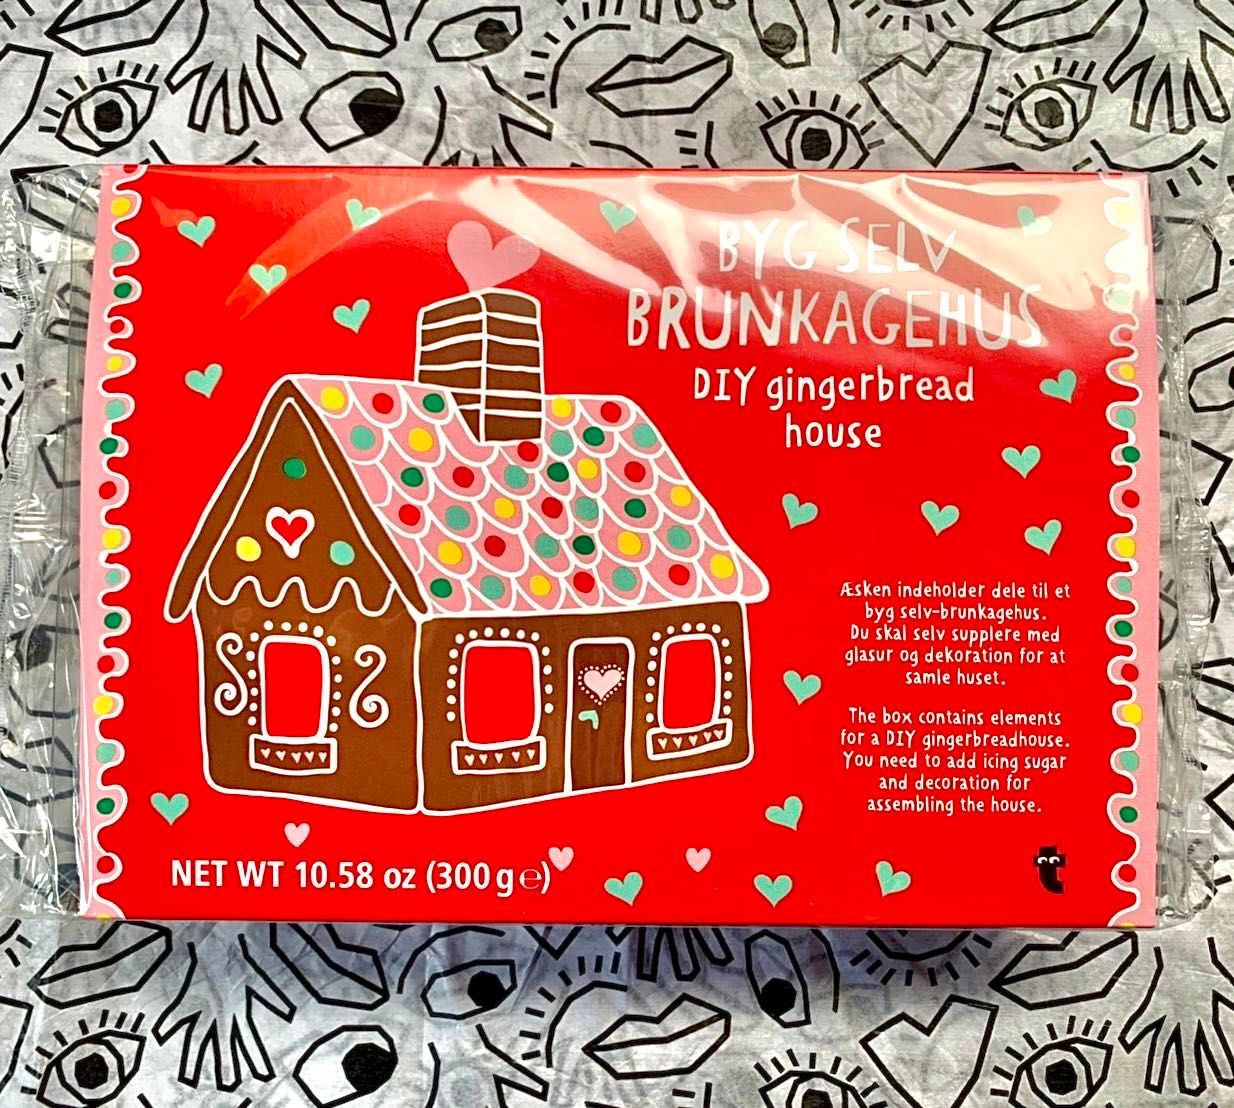 BYG SELV
BRUNKAGEHUS
DIY gingerbread
house
Æsken indeholder dele til et
byg selv-brunkagehus.
Du skal selv supplere med
glasur og dekoration for at
samle huset.
The box contains elements
for a DIY gingerbreadhouse.
You need to add icing sugar
and decoration for
assembling the house.
NET WT 10.58 oz (300 g ℮)
t